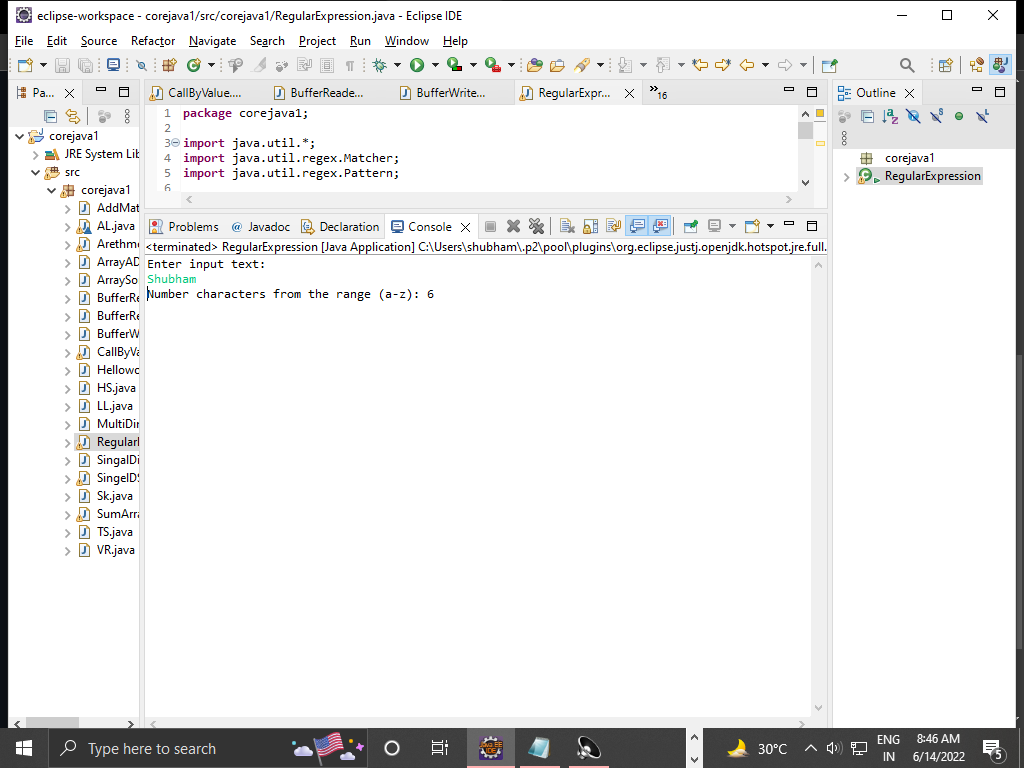 eclipse-workspace - corejava1/src/corejava1/RegularExpression.java - Eclipse IDE
File Edit Source Refactor Navigate Search Project Run Window Help
Pa...
CallByValue.... BufferReade... BufferWrite... RegularExpr... »16
Outline
corejava1
JRE System Lib
src
corejava1
AddMat
AL.java
Arethme
ArrayAD
ArraySo
BufferRe
BufferRe
BufferW
CallByVa
Hellowo
HS.java
LL.java
MultiDir
Regular
SingalDi
SingelDS
Sk.java
SumArra
TS.java
VR.java
1 package corejava1;
2
3 import java.util.*;
4 import java.util.regex.Matcher;
5 import java.util.regex.Pattern;
6
Problems @ Javadoc Declaration Console
<terminated> RegularExpression [Java Application] C:\Users\shubham\.p2\pool\plugins\org.eclipse.justj.openjdk.hotspot.jre.full.
Enter input text:
Shubham
Number characters from the range (a-z): 6
corejava1
RegularExpression
Type here to search
30°C
ENG
IN
8:46 AM
6/14/2022
5